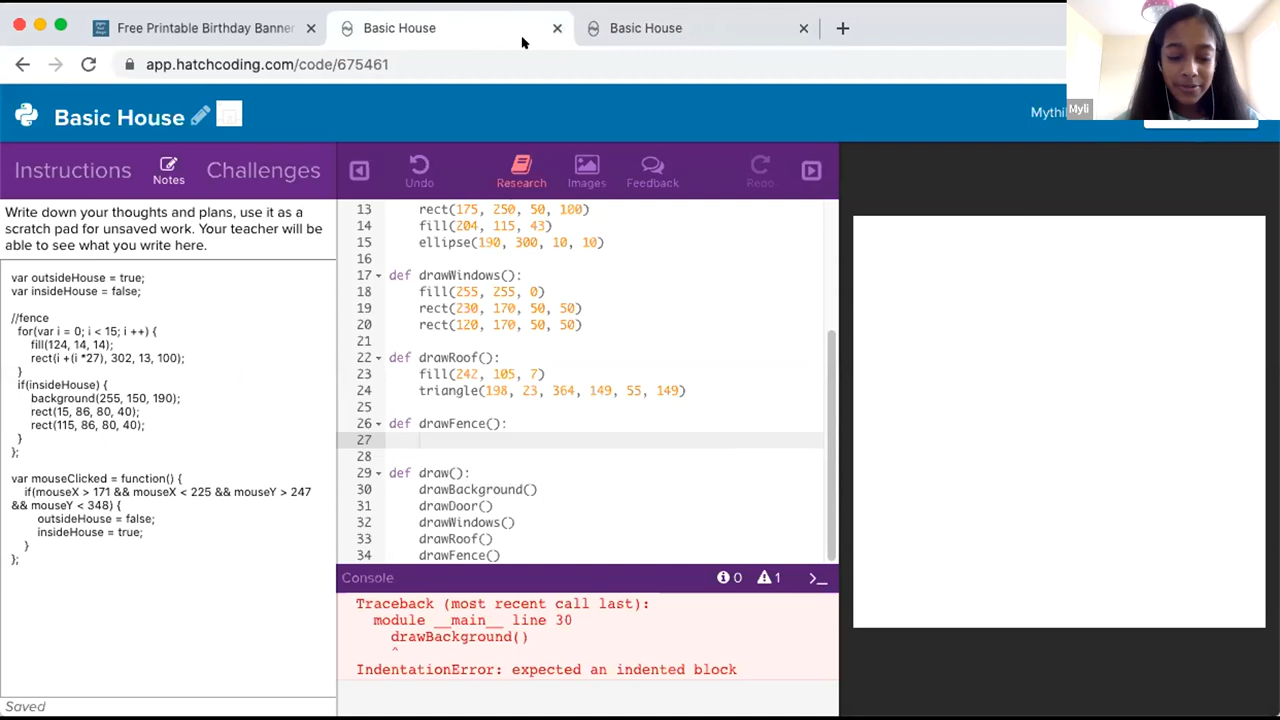 Free Printable Birthday Banner
Basic House
Basic House
app.hatchcoding.com/code/675461
Myli
Basic House
Instructions
Notes
Challenges
Undo
Research
Images
Feedback
Redo
Write down your thoughts and plans, use it as a
scratch pad for unsaved work. Your teacher will be
able to see what you write here.
var outsideHouse = true;
var insideHouse = false;
//fence
for(var i = 0; i < 15; i ++) {
fill(124, 14, 14);
rect(i +(i *27), 302, 13, 100);
}
if(insideHouse) {
background(255, 150, 190);
rect(15, 86, 80, 40);
rect(115, 86, 80, 40);
}
};
var mouseClicked = function() {
if(mouseX > 171 && mouseX < 225 && mouseY > 247
&& mouseY < 348) {
outsideHouse = false;
insideHouse = true;
}
};
Saved
13 rect(175, 250, 50, 100)
14 fill(204, 115, 43)
15 ellipse(190, 300, 10, 10)
16
17 def drawWindows():
18 fill(255, 255, 0)
19 rect(230, 170, 50, 50)
20 rect(120, 170, 50, 50)
21
22 def drawRoof():
23 fill(242, 105, 7)
24 triangle(198, 23, 364, 149, 55, 149)
25
26 def drawFence():
27
28
29 def draw():
30 drawBackground()
31 drawDoor()
32 drawWindows()
33 drawRoof()
34 drawFence()
Console
0
1
>_
Traceback (most recent call last):
module __main__ line 30
drawBackground()
^
IndentationError: expected an indented block